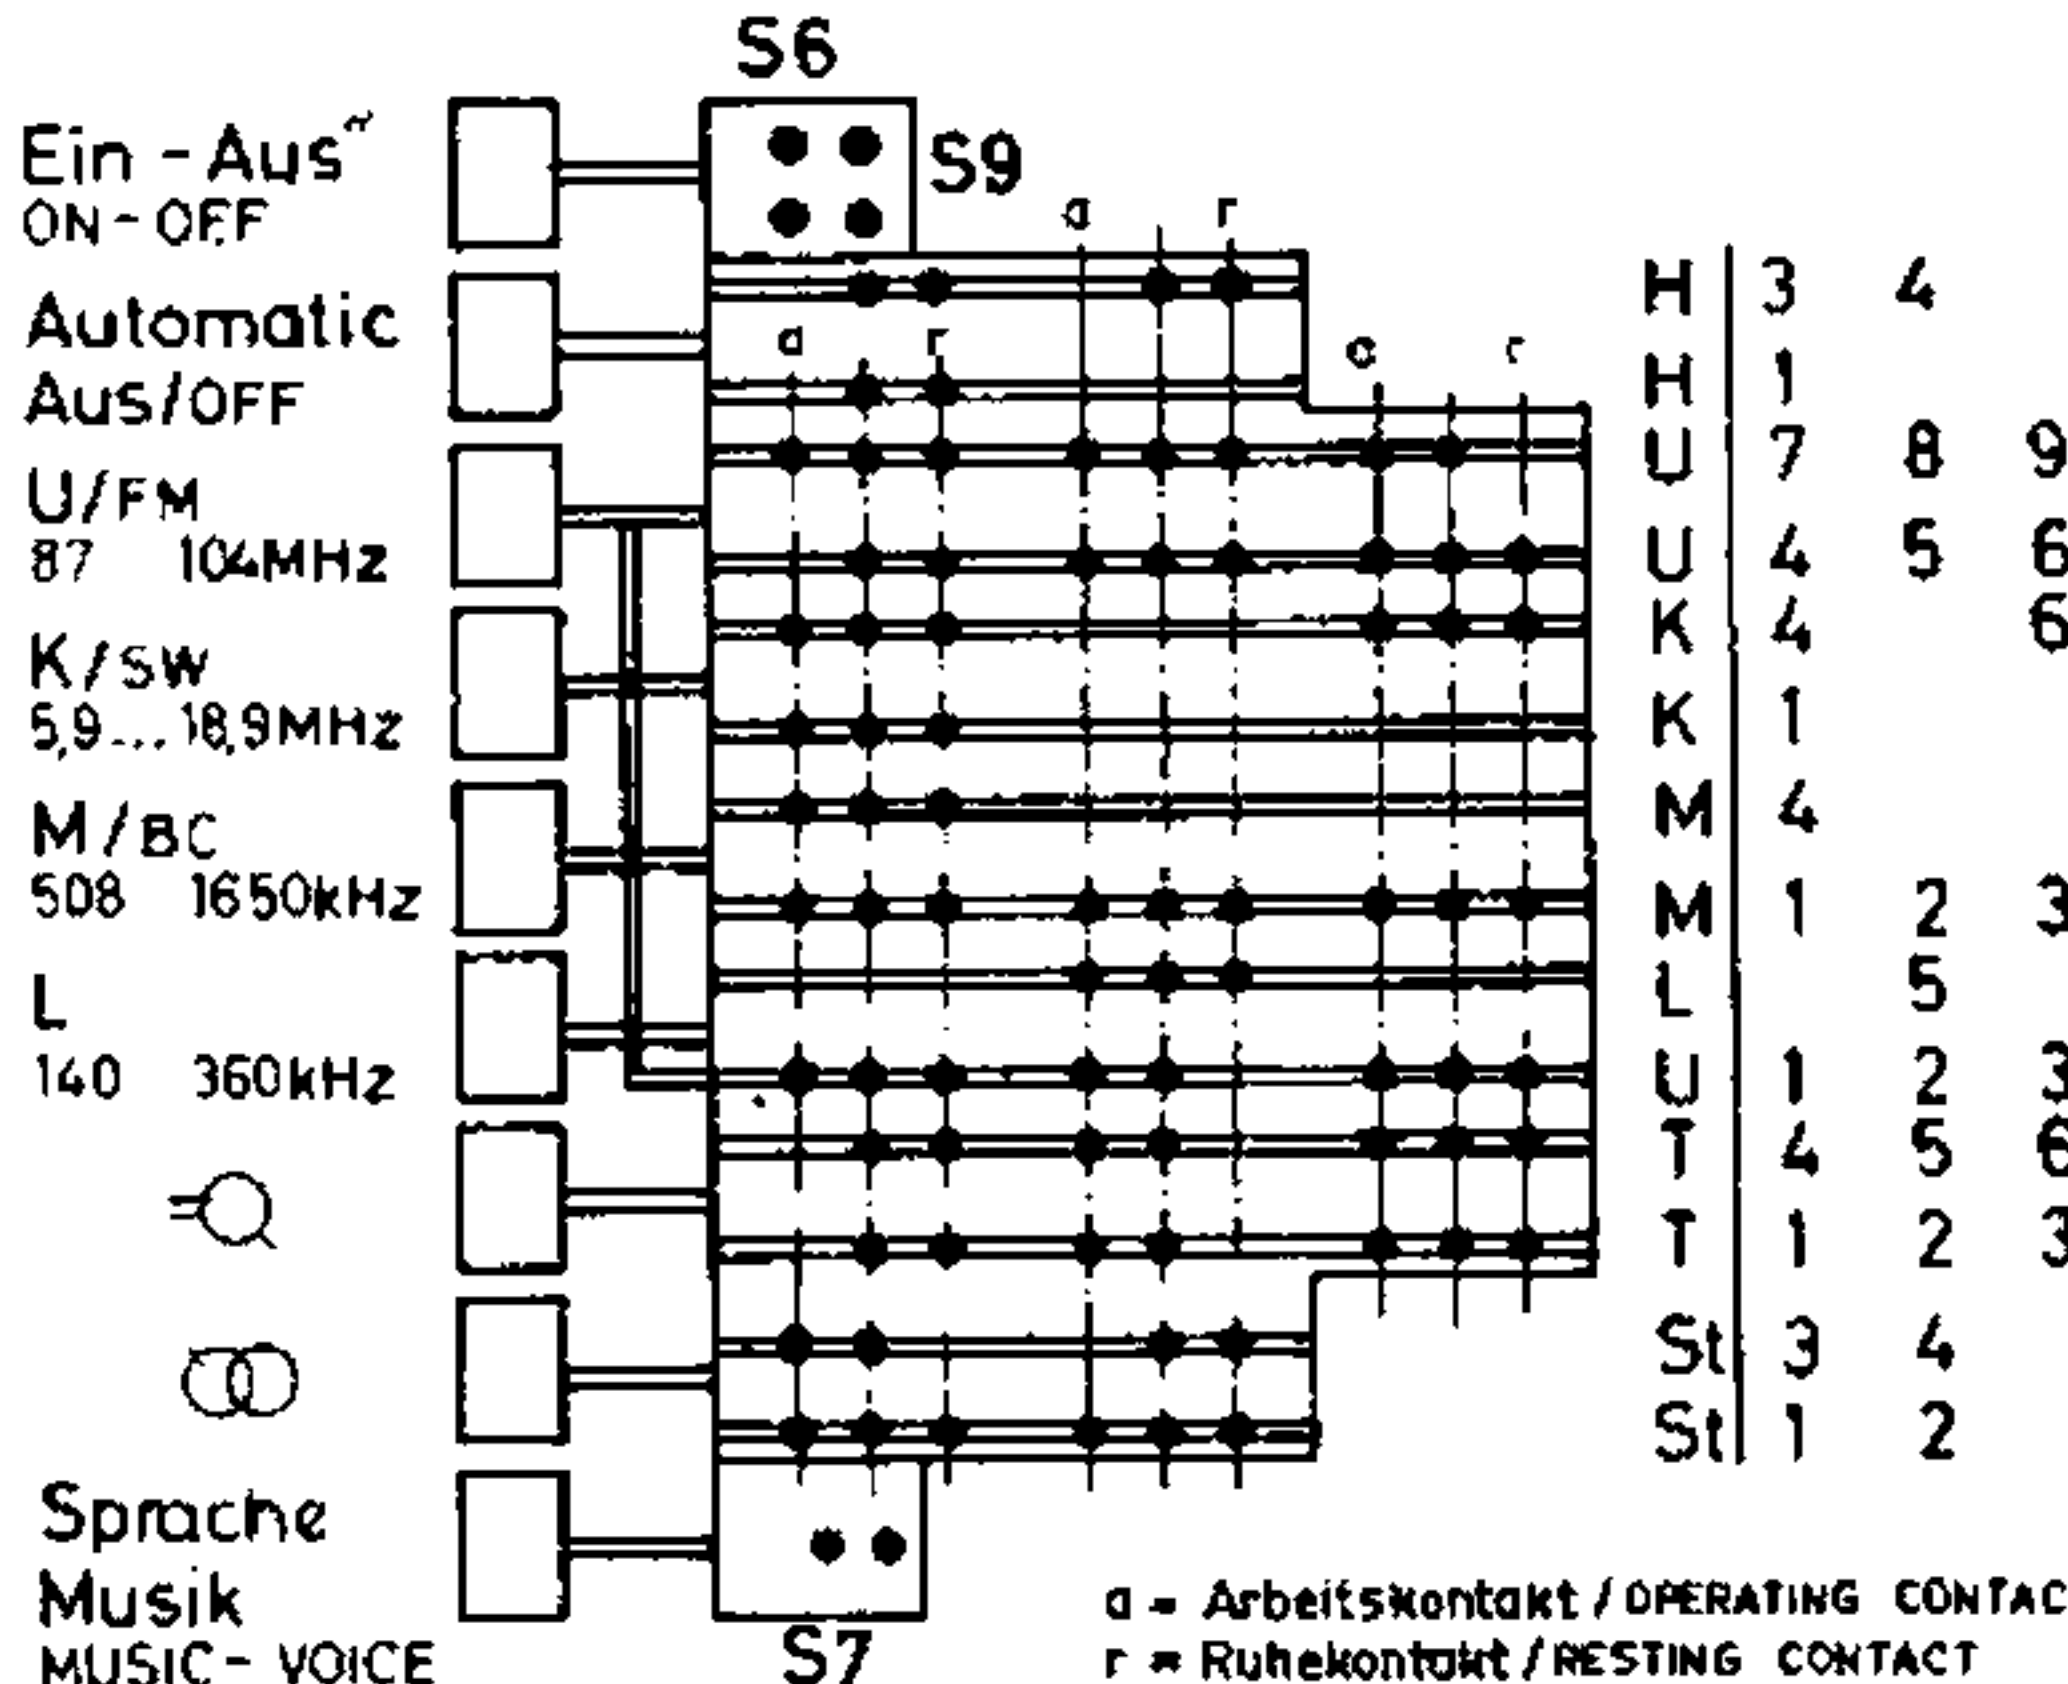 S6
Ein - Aus~
ON - OFF
S9
a r
Automatic
Aus/OFF
a r
a r
U/FM
87 104MHz
K/SW
5,9...18,9MHz
M/BC
508 1650kHz
L
140 360kHz
Sprache
Musik
MUSIC - VOICE
S7
H 3 4
H 1
U 7 8 9
U 4 5 6
K 4 6
K 1
M 4
M 1 2 3
L 5
U 1 2 3
T 4 5 6
T 1 2 3
St 3 4
St 1 2
a = Arbeitskontakt / OPERATING CONTAC
r = Ruhekontakt / RESTING CONTACT